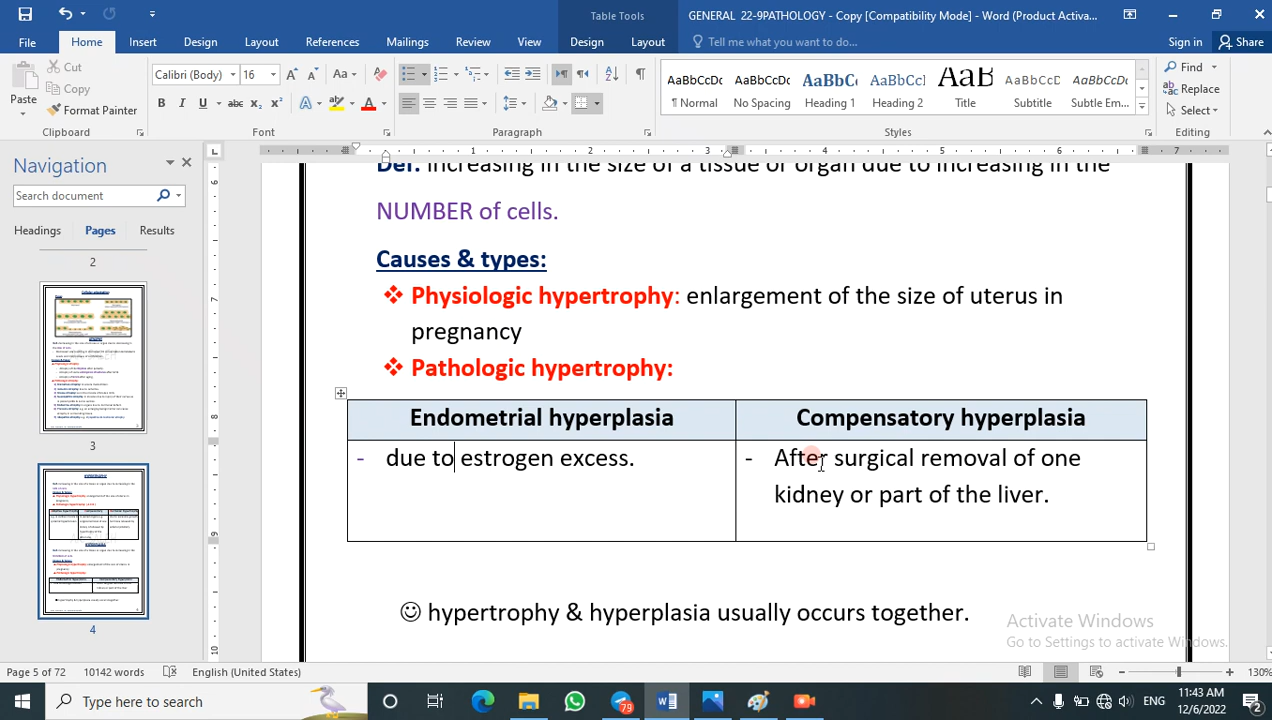 GENERAL 22-9PATHOLOGY - Copy [Compatibility Mode] - Word (Product Activa...
Table Tools
File Home Insert Design Layout References Mailings Review View Design Layout Tell me what you want to do... Sign in Share
Paste
Cut
Copy
Format Painter
Calibri (Body) 16
B I U abc x₂ x²
AaBbCcDc AaBbCcDc AaBbC( AaBbCcD AaB AaBbCcD AaBbCcDc
¶ Normal ¶ No Spacing Heading 1 Heading 2 Title Subtitle Subtle Em...
Find
Replace
Select
Clipboard Font Paragraph Styles Editing
Navigation
Search document
Headings Pages Results
2
3
4
Def: Increasing in the size of a tissue or organ due to increasing in the
NUMBER of cells.
Causes & types:
❖ Physiologic hypertrophy: enlargement of the size of uterus in
pregnancy
❖ Pathologic hypertrophy:
Endometrial hyperplasia Compensatory hyperplasia
- due to estrogen excess.
- After surgical removal of one
kidney or part of the liver.
☺ hypertrophy & hyperplasia usually occurs together.
Activate Windows
Go to Settings to activate Windows.
Page 5 of 72 10142 words English (United States) 130%
Type here to search
79
ENG
11:43 AM
12/6/2022
2